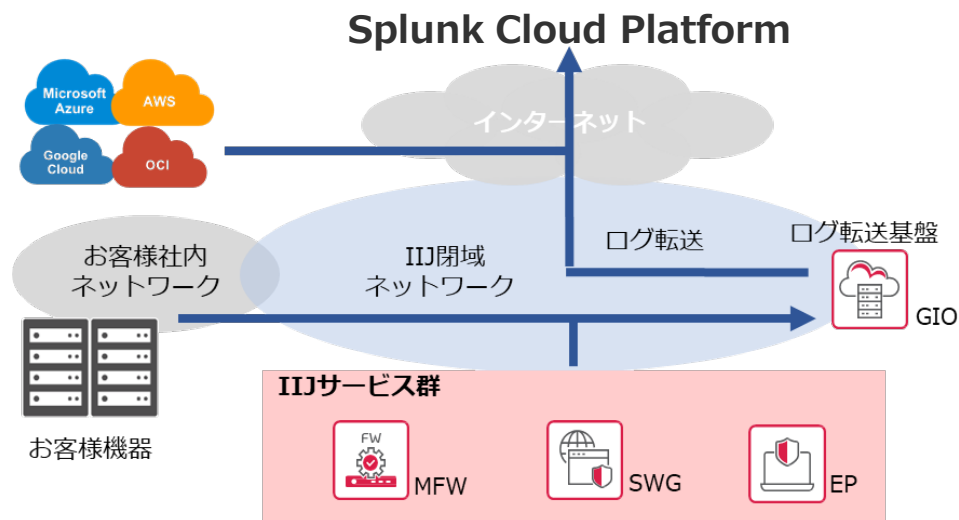 Splunk Cloud Platform
Microsoft
Azure
AWS
Google
Cloud
OCI
インターネット
お客様社内
ネットワーク
IIJ閉域
ネットワーク
ログ転送
ログ転送基盤
GIO
お客様機器
IIJサービス群
FW
MFW
SWG
EP